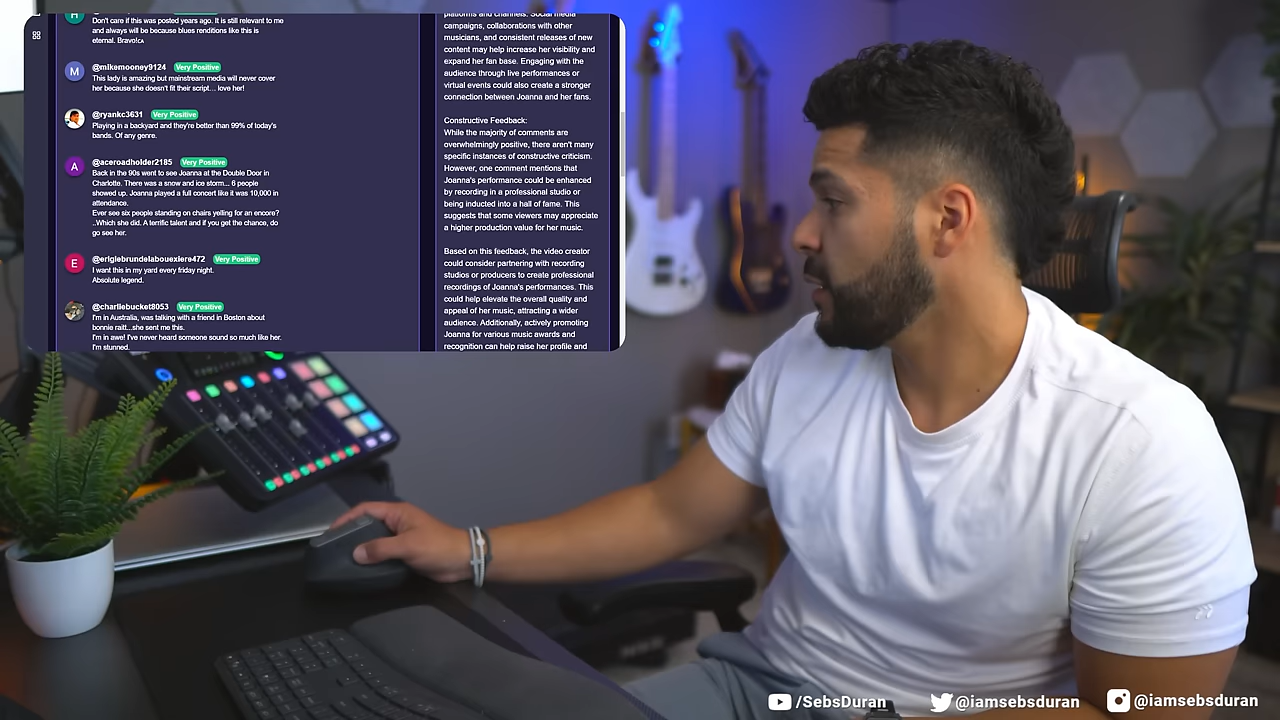 Don't care if this was posted years ago. It is still relevant to me
and always will be because blues renditions like this is
eternal. Bravo!
M
@mikemooney9124 Very Positive
This lady is amazing but mainstream media will never cover
her because she doesn't fit their script... love her!
@ryankc3631 Very Positive
Playing in a backyard and they're better than 99% of today's
bands. Of any genre.
A
@aceroadholder2185 Very Positive
Back in the 90s went to see Joanna at the Double Door in
Charlotte. There was a snow and ice storm... 6 people
showed up. Joanna played a full concert like it was 10,000 in
attendance.
Ever see six people standing on chairs yelling for an encore?
..Which she did. A terrific talent and if you get the chance, do
go see her.
E
@eriglebrundelabouexiere472 Very Positive
I want this in my yard every friday night.
Absolute legend.
@charliebucket8053 Very Positive
I'm in Australia, was talking with a friend in Boston about
bonnie raitt...she sent me this.
I'm in awe! I've never heard someone sound so much like her.
I'm stunned.
platforms and channels. Social media
campaigns, collaborations with other
musicians, and consistent releases of new
content may help increase her visibility and
expand her fan base. Engaging with the
audience through live performances or
virtual events could also create a stronger
connection between Joanna and her fans.
Constructive Feedback:
While the majority of comments are
overwhelmingly positive, there aren't many
specific instances of constructive criticism.
However, one comment mentions that
Joanna's performance could be enhanced
by recording in a professional studio or
being inducted into a hall of fame. This
suggests that some viewers may appreciate
a higher production value for her music.
Based on this feedback, the video creator
could consider partnering with recording
studios or producers to create professional
recordings of Joanna's performances. This
could help elevate the overall quality and
appeal of her music, attracting a wider
audience. Additionally, actively promoting
Joanna for various music awards and
recognition can help raise her profile and
/SebsDuran
@iamsebsduran
@iamsebsduran